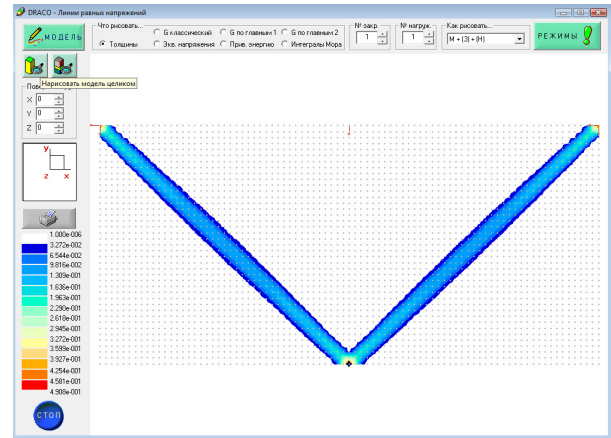 DRACO - Линии равных напряжений
МОДЕЛЬ
Что рисовать...
G классический G по главным 1 G по главным 2
Толщины Экв. напряжения Прив. энергию Интегралы Мора
№ закр.
1
№ нагруж.
1
Как рисовать...
M + (3) + (H)
РЕЖИМЫ
Нарисовать модель целиком
X 0
Y 0
Z 0
y
z x
1.000e-006
3.272e-002
6.544e-002
9.816e-002
1.309e-001
1.636e-001
1.963e-001
2.290e-001
2.618e-001
2.945e-001
3.272e-001
3.599e-001
3.927e-001
4.254e-001
4.581e-001
4.908e-001
СТОП